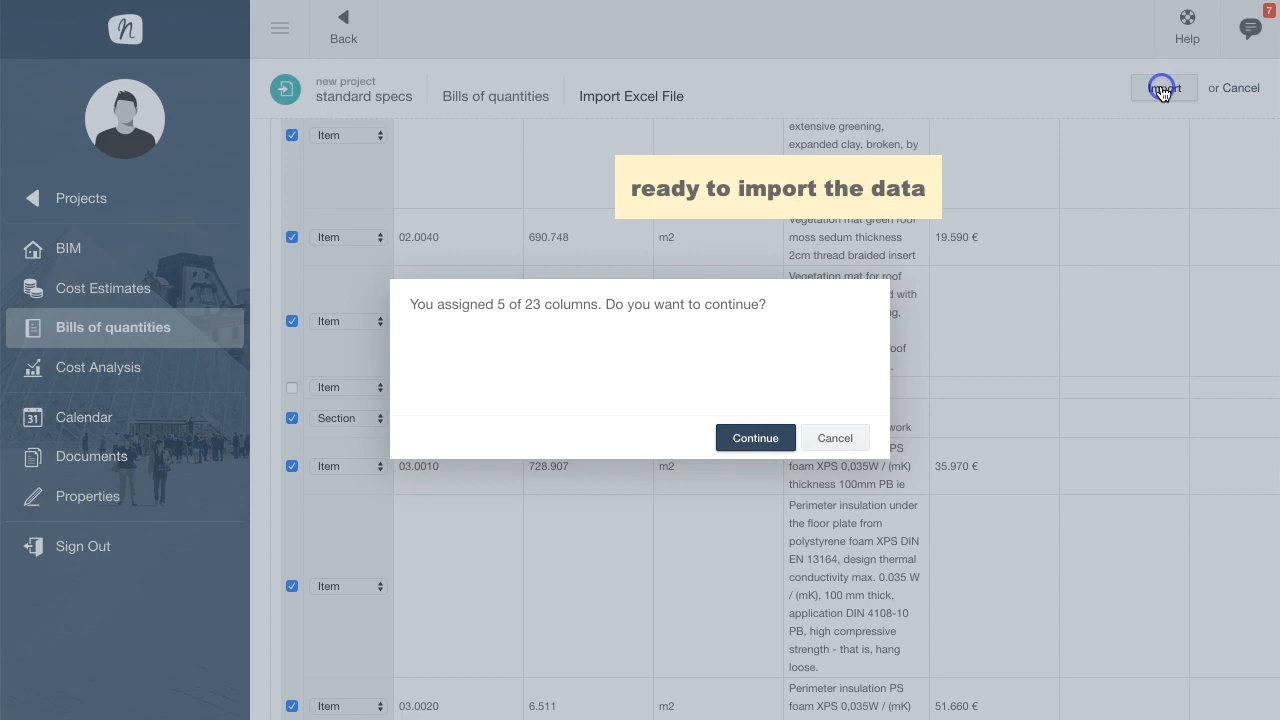 n
Back
Help
7
new project
standard specs
Bills of quantities
Import Excel File
or Cancel
Projects
BIM
Cost Estimates
Bills of quantities
Cost Analysis
31
Calendar
Documents
Properties
Sign Out
Item
extensive greening,
expanded clay, broken, by
ready to import the data
Item
02.0040
690.748
m2
Vegetation mat green roof
moss sedum thickness
2cm thread braided insert
19.590 €
Item
Vegetation mat for roof
d with
You assigned 5 of 23 columns. Do you want to continue?
Continue
Cancel
Item
Section
work
Item
03.0010
728.907
m2
PS
foam XPS 0,035W / (mK)
thickness 100mm PB ie
35.970 €
Item
Perimeter insulation under
the floor plate from
polystyrene foam XPS DIN
EN 13164, design thermal
conductivity max. 0.035 W
/ (mK), 100 mm thick,
application DIN 4108-10
PB, high compressive
strength - that is, hang
loose.
Item
03.0020
6.511
m2
Perimeter insulation PS
foam XPS 0,035W / (mK)
51.660 €